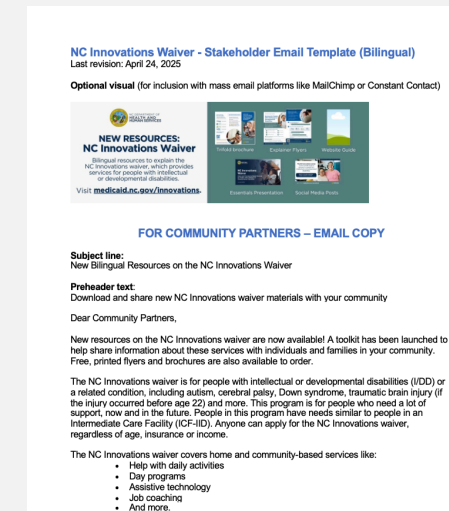 NC Innovations Waiver - Stakeholder Email Template (Bilingual)
Last revision: April 24, 2025
Optional visual (for inclusion with mass email platforms like MailChimp or Constant Contact)
NC DEPARTMENT OF
HEALTH AND
HUMAN SERVICES
NEW RESOURCES:
NC Innovations Waiver
Bilingual resources to explain the
NC Innovations waiver, which provides
services for people with intellectual
or developmental disabilities.
Visit medicaid.nc.gov/innovations.
Trifold brochure
Explainer Flyers
Website Guide
Essentials Presentation
Social Media Posts
FOR COMMUNITY PARTNERS – EMAIL COPY
Subject line:
New Bilingual Resources on the NC Innovations Waiver
Preheader text:
Download and share new NC Innovations waiver materials with your community
Dear Community Partners,
New resources on the NC Innovations waiver are now available! A toolkit has been launched to
help share information about these services with individuals and families in your community.
Free, printed flyers and brochures are also available to order.
The NC Innovations waiver is for people with intellectual or developmental disabilities (I/DD) or
a related condition, including autism, cerebral palsy, Down syndrome, traumatic brain injury (if
the injury occurred before age 22) and more. This program is for people who need a lot of
support, now and in the future. People in this program have needs similar to people in an
Intermediate Care Facility (ICF-IID). Anyone can apply for the NC Innovations waiver,
regardless of age, insurance or income.
The NC Innovations waiver covers home and community-based services like:
• Help with daily activities
• Day programs
• Assistive technology
• Job coaching
• And more.